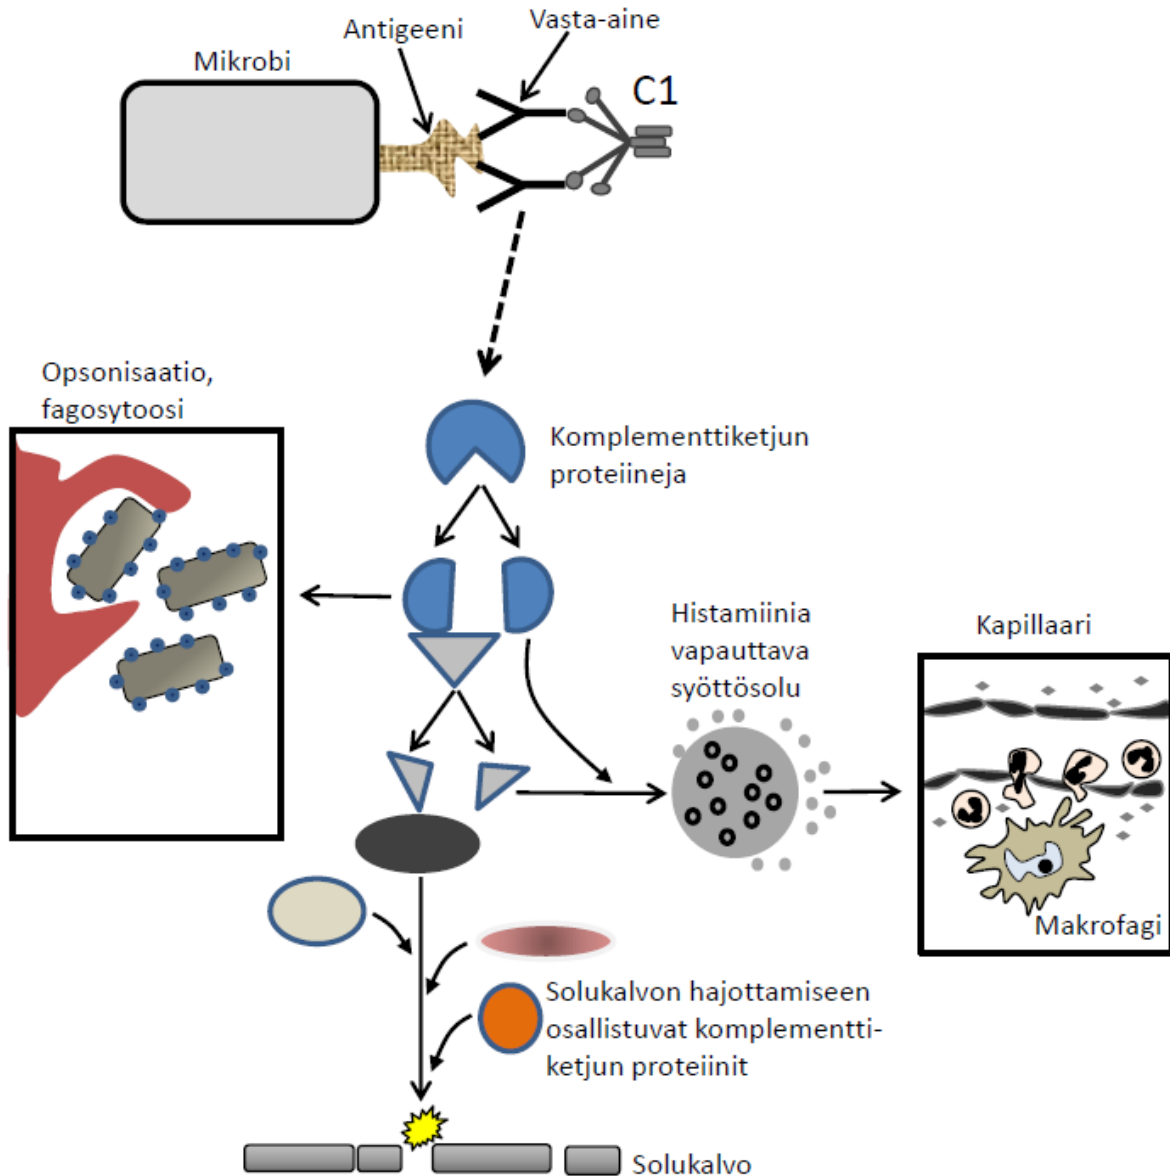 Vasta-aine
Antigeeni
Mikrobi
C1
Opsonisaatio,
fagosytoosi
Komplementtiketjun
proteiineja
Histamiinia
vapauttava
syöttösolu
Kapillaari
Makrofagi
Solukalvon hajottamiseen
osallistuvat komplementti-
ketjun proteiinit
Solukalvo